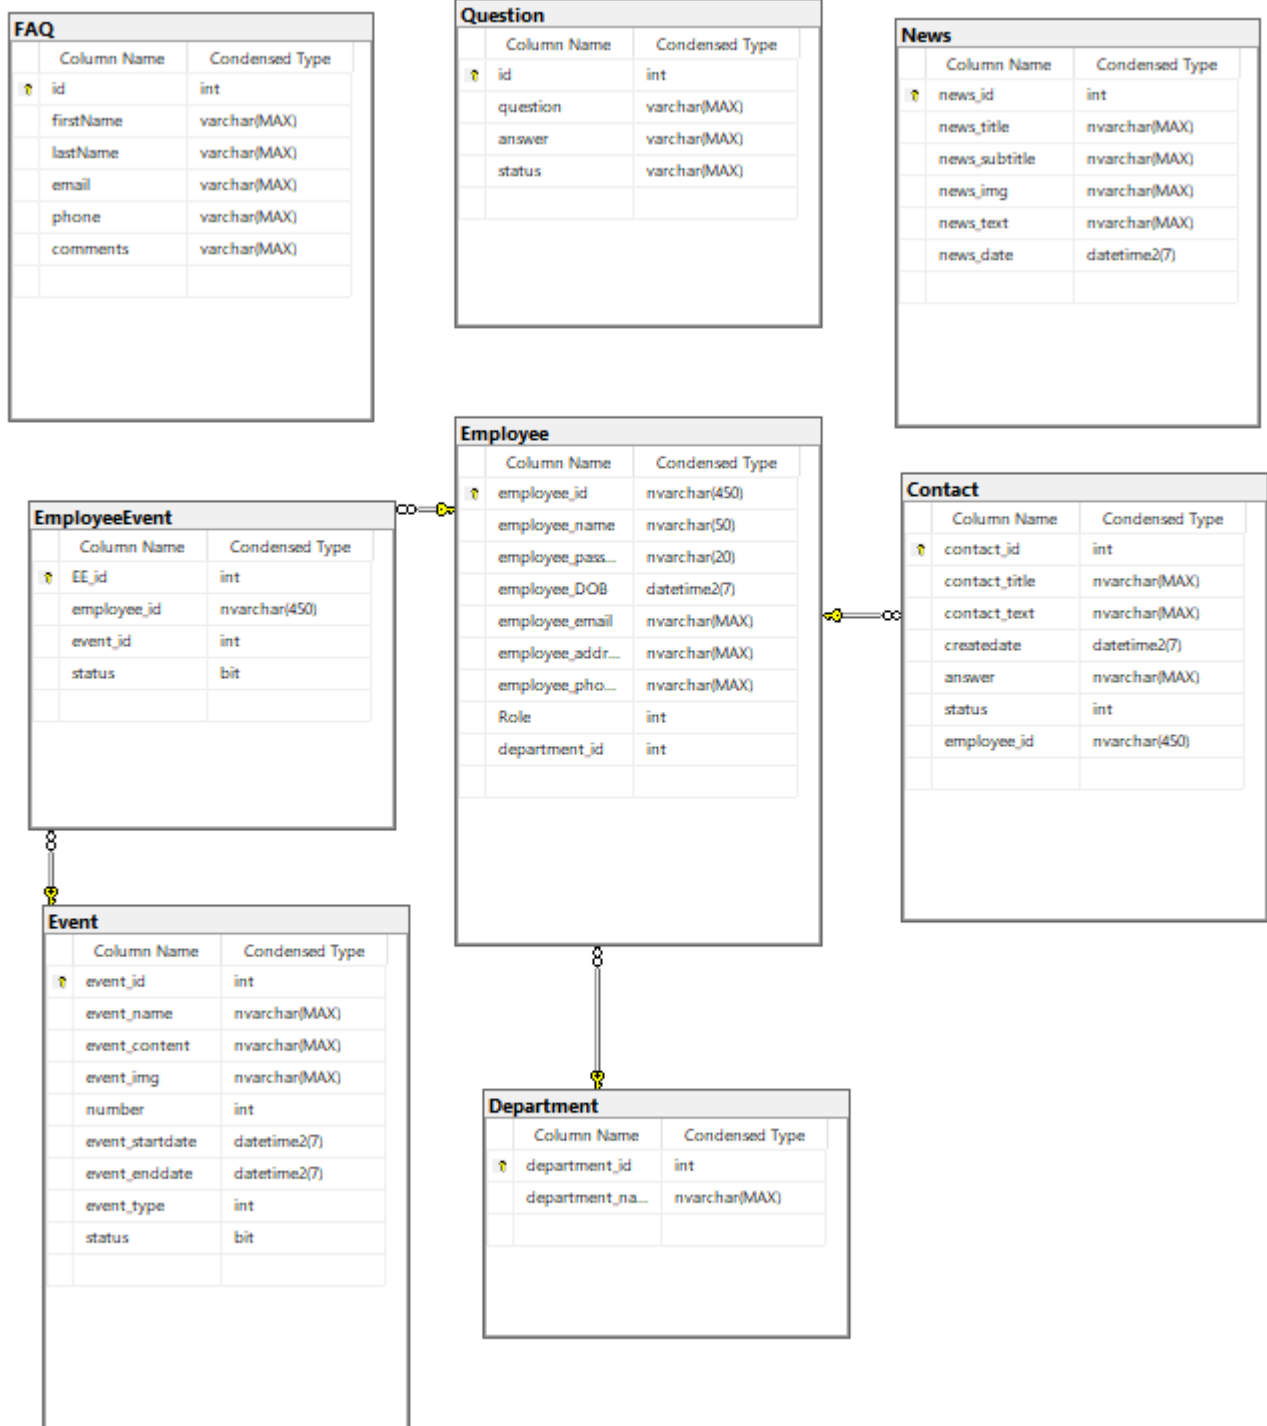 FAQ
Column Name Condensed Type
id int
firstName varchar(MAX)
lastName varchar(MAX)
email varchar(MAX)
phone varchar(MAX)
comments varchar(MAX)
Question
Column Name Condensed Type
id int
question varchar(MAX)
answer varchar(MAX)
status varchar(MAX)
News
Column Name Condensed Type
news_id int
news_title nvarchar(MAX)
news_subtitle nvarchar(MAX)
news_img nvarchar(MAX)
news_text nvarchar(MAX)
news_date datetime2(7)
EmployeeEvent
Column Name Condensed Type
EE_id int
employee_id nvarchar(450)
event_id int
status bit
Employee
Column Name Condensed Type
employee_id nvarchar(450)
employee_name nvarchar(50)
employee_pass... nvarchar(20)
employee_DOB datetime2(7)
employee_email nvarchar(MAX)
employee_addr... nvarchar(MAX)
employee_pho... nvarchar(MAX)
Role int
department_id int
Contact
Column Name Condensed Type
contact_id int
contact_title nvarchar(MAX)
contact_text nvarchar(MAX)
createdate datetime2(7)
answer nvarchar(MAX)
status int
employee_id nvarchar(450)
Event
Column Name Condensed Type
event_id int
event_name nvarchar(MAX)
event_content nvarchar(MAX)
event_img nvarchar(MAX)
number int
event_startdate datetime2(7)
event_enddate datetime2(7)
event_type int
status bit
Department
Column Name Condensed Type
department_id int
department_na... nvarchar(MAX)